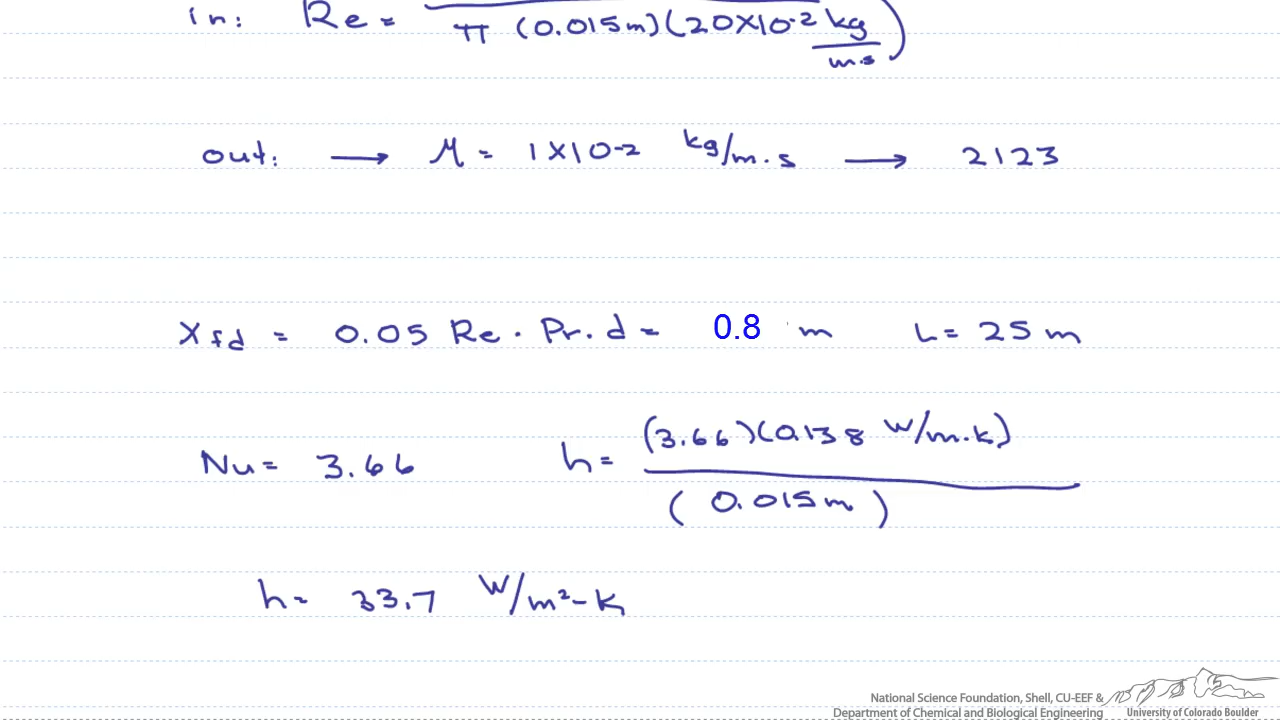 in: Re =
π (0.015m)(20X10-2 kg/m.s)
out: → μ = 1X10-2 kg/m.s → 2123
Xfd = 0.05 Re · Pr. d = 0.8 m L = 25 m
(3.66)(0.138 W/m.K)
Nu = 3.66 h =
(0.015m)
h = 33.7 W/m²-K
National Science Foundation, Shell, CU-EEF &
Department of Chemical and Biological Engineering University of Colorado Boulder